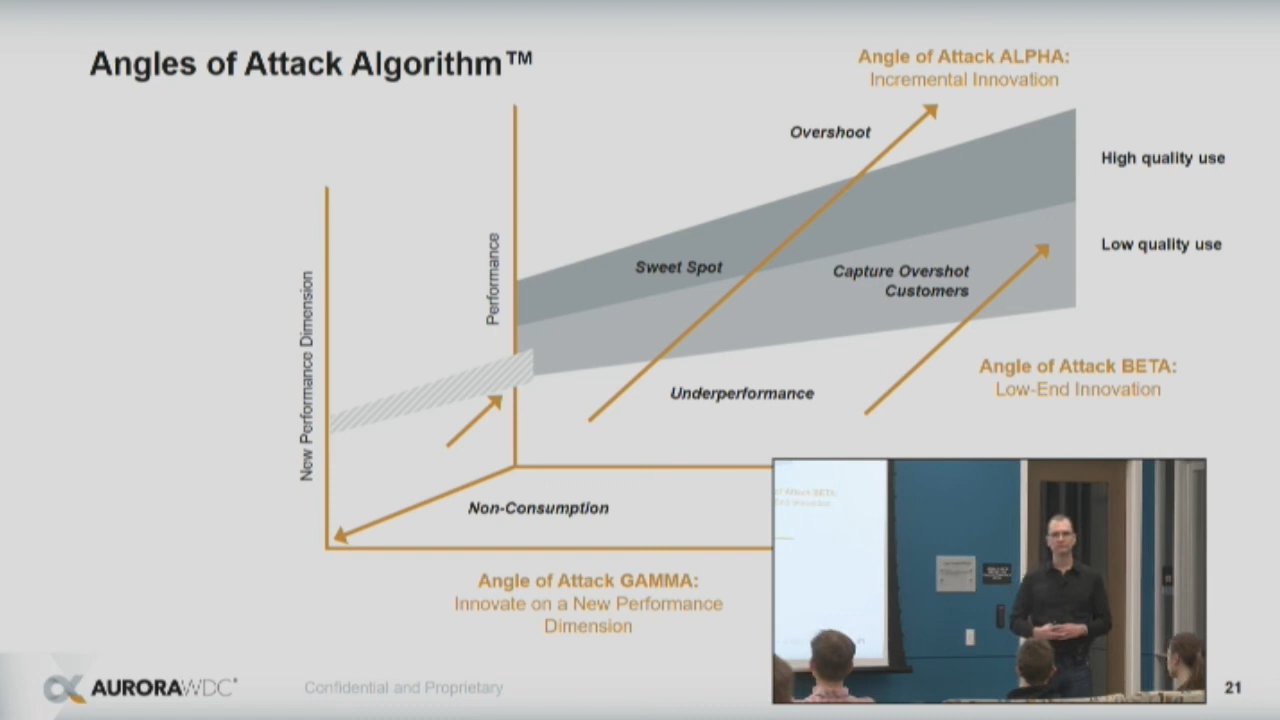 Angles of Attack Algorithm™
Angle of Attack ALPHA:
Incremental Innovation
Overshoot
High quality use
Low quality use
Performance
New Performance Dimension
Sweet Spot
Capture Overshot
Customers
Angle of Attack BETA:
Low-End Innovation
Underperformance
Non-Consumption
Angle of Attack GAMMA:
Innovate on a New Performance
Dimension
AURORAWDC
Confidential and Proprietary
21